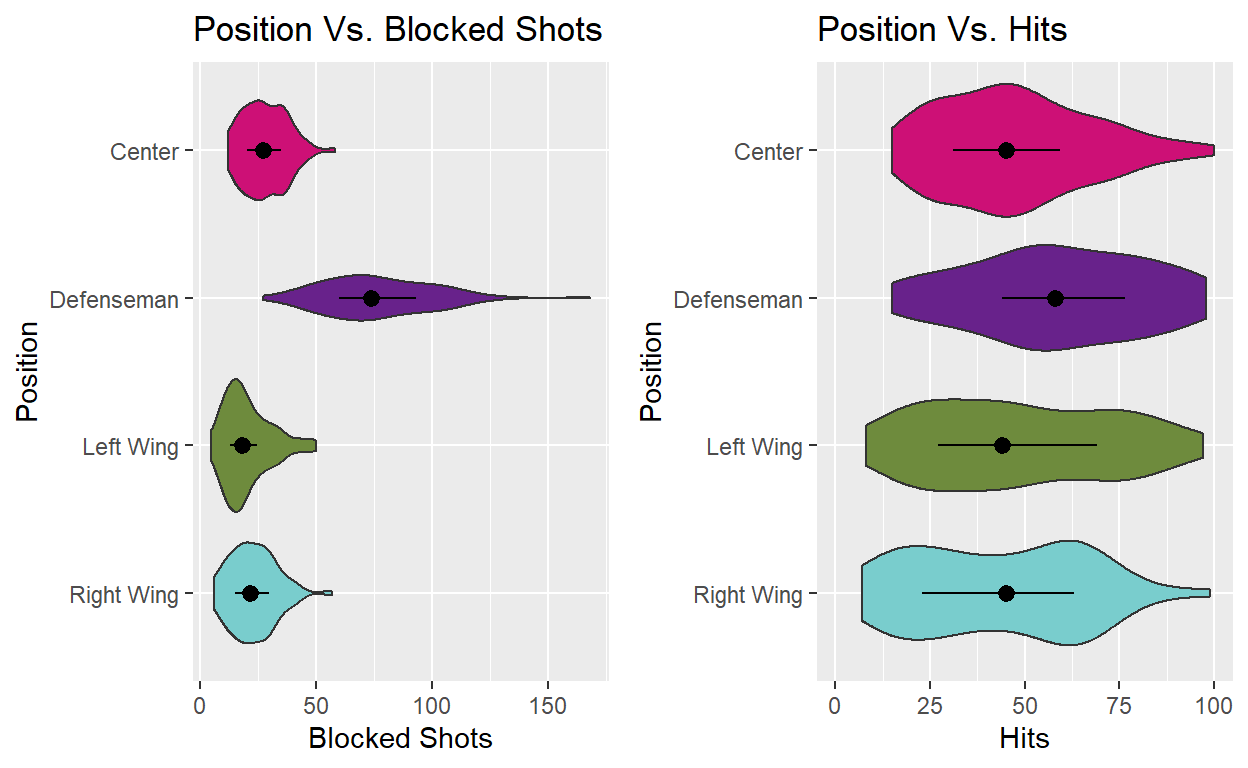 Position Vs. Blocked Shots
Center
Defenseman
Left Wing
Right Wing
Position
0 50 100 150
Blocked Shots
Position Vs. Hits
Center
Defenseman
Left Wing
Right Wing
Position
0 25 50 75 100
Hits